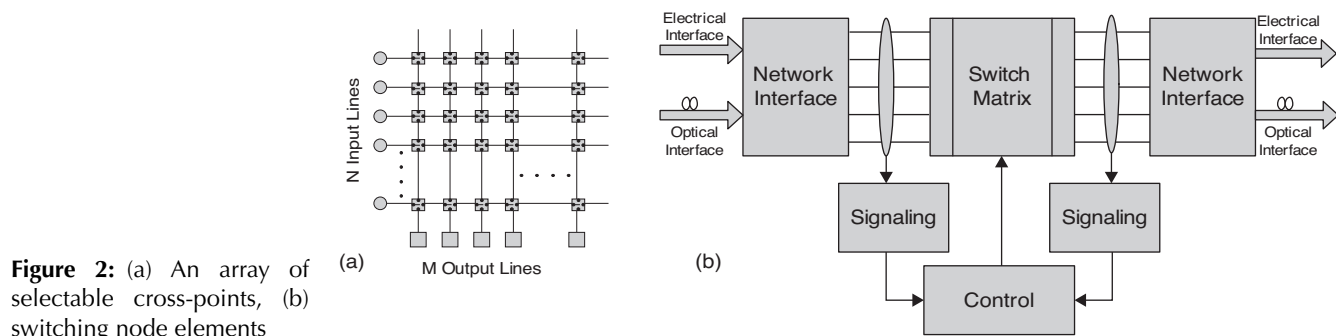 N Input Lines
M Output Lines
(a)
Electrical
Interface
Optical
Interface
Network
Interface
Switch
Matrix
Network
Interface
Electrical
Interface
Optical
Interface
Signaling
Signaling
Control
(b)
Figure 2: (a) An array of
selectable cross-points, (b)
switching node elements